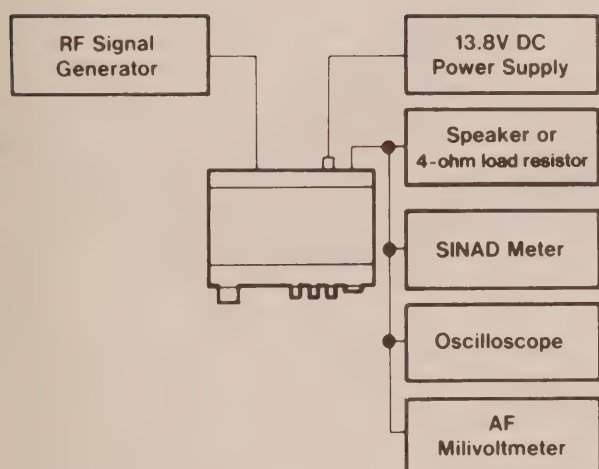 RF Signal
Generator
13.8V DC
Power Supply
Speaker or
4-ohm load resistor
SINAD Meter
Oscilloscope
AF
Milivoltmeter